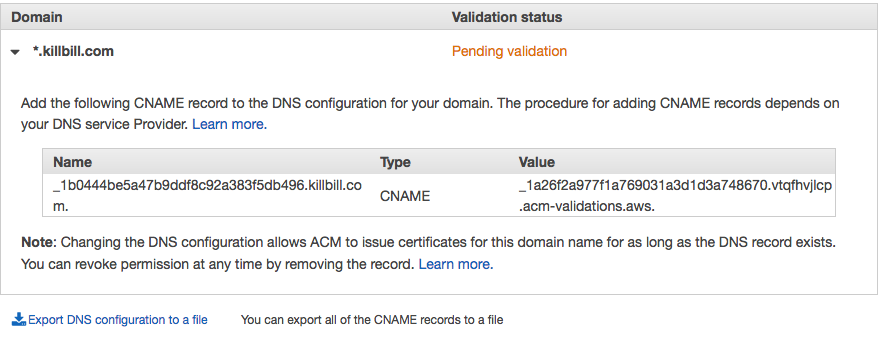 Domain Validation status
*.killbill.com Pending validation
Add the following CNAME record to the DNS configuration for your domain. The procedure for adding CNAME records depends on
your DNS service Provider. Learn more.
Name Type Value
_1b0444be5a47b9ddf8c92a383f5db496.killbill.co
m.
CNAME
_1a26f2a977f1a769031a3d1d3a748670.vtqfhvjlcp
.acm-validations.aws.
Note: Changing the DNS configuration allows ACM to issue certificates for this domain name for as long as the DNS record exists.
You can revoke permission at any time by removing the record. Learn more.
Export DNS configuration to a file You can export all of the CNAME records to a file